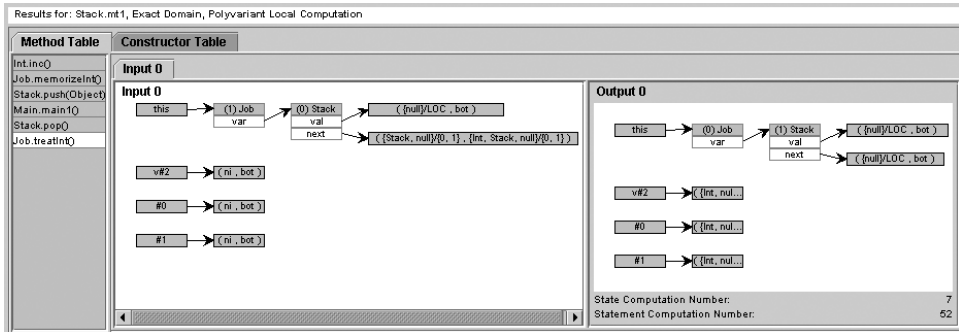 Results for: Stack.mt1, Exact Domain, Polyvariant Local Computation
Method Table
Constructor Table
Int.inc()
Job.memorizeInt()
Stack.push(Object)
Main.main1()
Stack.pop()
Job.treatInt()
Input 0
Input 0
this
(1) Job
var
(0) Stack
val
next
( {null}/LOC , bot )
( {Stack, null}/{0, 1} , {Int, Stack, null}/{0, 1} )
v#2
( ni , bot )
#0
( ni , bot )
#1
( ni , bot )
Output 0
this
(0) Job
var
(1) Stack
val
next
( {null}/LOC , bot )
( {null}/LOC , bot )
v#2
( {Int, nul...
#0
( {Int, nul...
#1
( {Int, nul...
State Computation Number: 7
Statement Computation Number: 52